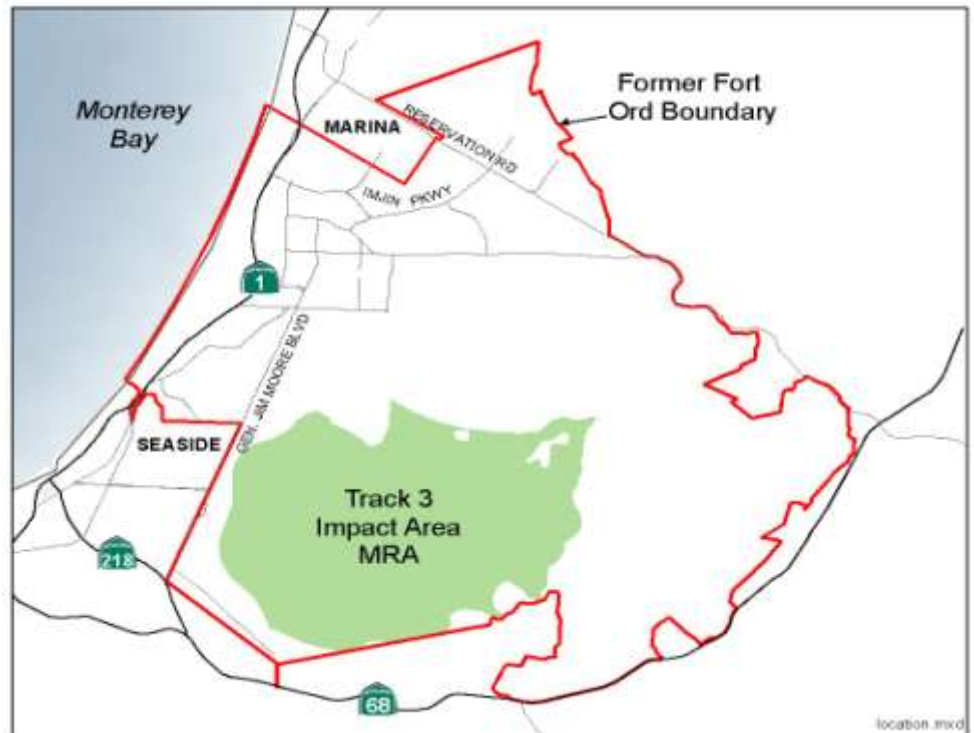 Monterey
Bay
MARINA
RESERVATION RD
Former Fort
Ord Boundary
IMJIN PKWY
1
GEN. JIM MOORE BLVD
SEASIDE
Track 3
Impact Area
MRA
218
68
location.mxd